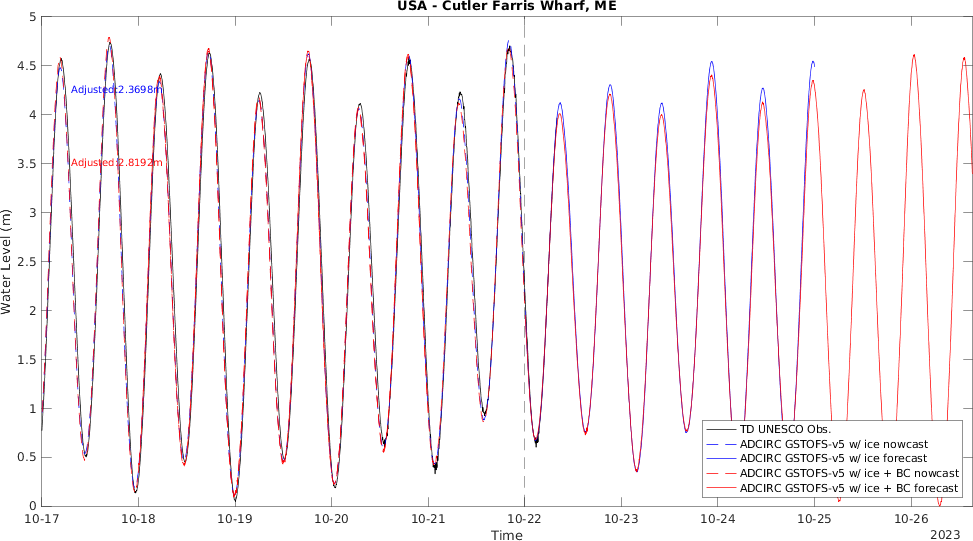 USA - Cutler Farris Wharf, ME
5
4.5
Adjusted:2.3698m
4
3.5
Adjusted:2.8192m
3
Water Level (m)
2.5
2
1.5
1
0.5
0
TD UNESCO Obs.
ADCIRC GSTOFS-v5 w/ ice nowcast
ADCIRC GSTOFS-v5 w/ ice forecast
ADCIRC GSTOFS-v5 w/ ice + BC nowcast
ADCIRC GSTOFS-v5 w/ ice + BC forecast
10-17 10-18 10-19 10-20 10-21 10-22 10-23 10-24 10-25 10-26
Time
2023